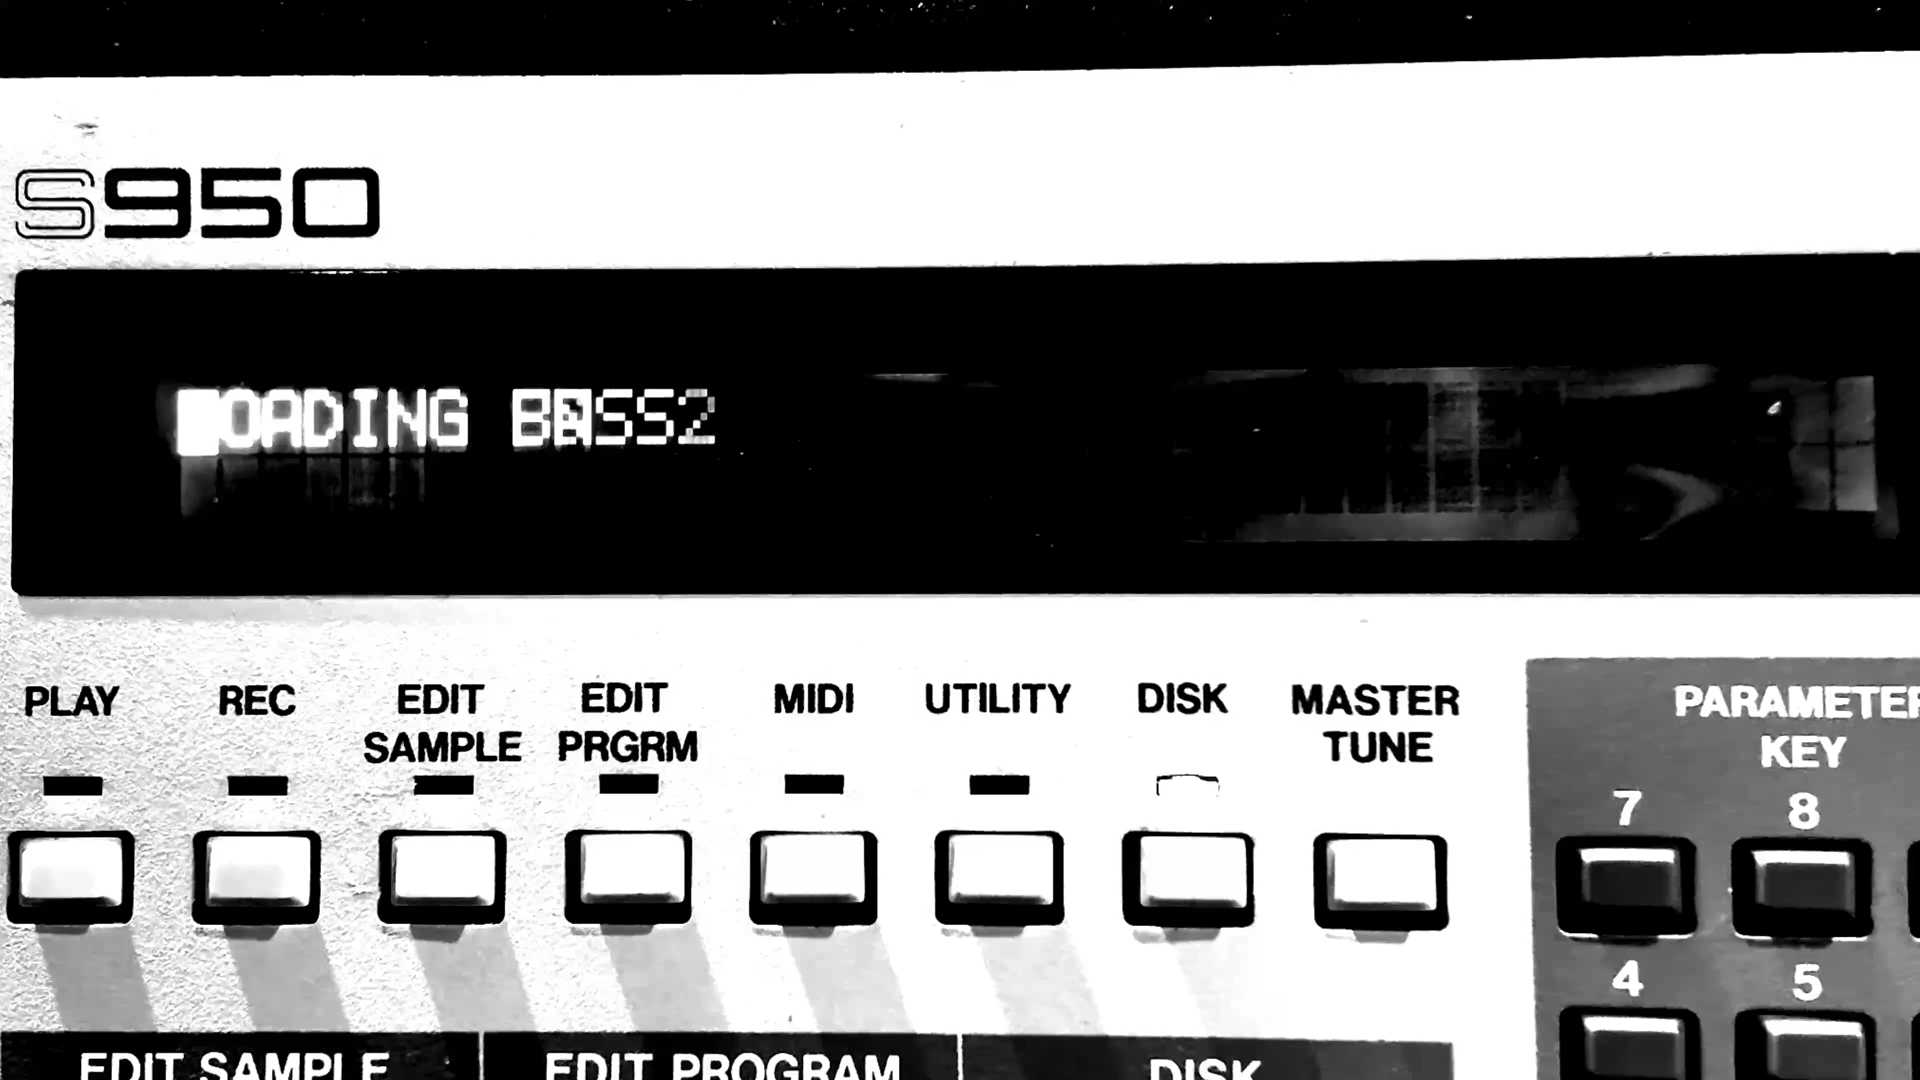 S950
LOADING BASS2
PLAY REC EDIT SAMPLE EDIT PRGRM MIDI UTILITY DISK MASTER TUNE
PARAMETER
KEY
7 8
4 5
EDIT SAMPLE EDIT PROGRAM DISK